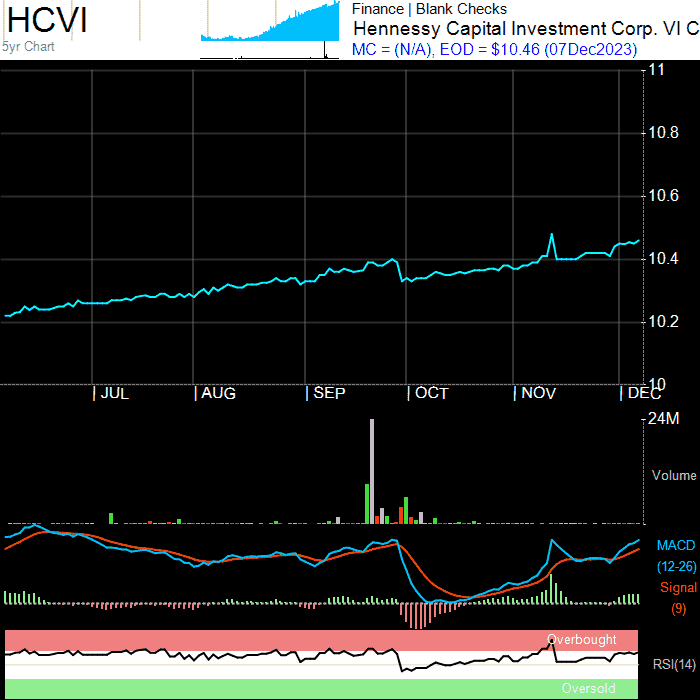 HCVI
5yr Chart
Finance | Blank Checks
Hennessy Capital Investment Corp. VI C
MC = (N/A), EOD = $10.46 (07Dec2023)
11
10.8
10.6
10.4
10.2
10
JUL AUG SEP OCT NOV DEC
24M
Volume
MACD
(12-26)
Signal
(9)
Overbought
RSI(14)
Oversold